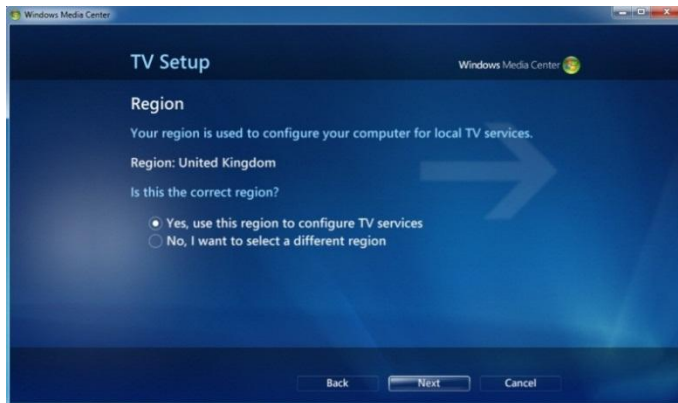 Windows Media Center
TV Setup
Windows Media Center
Region
Your region is used to configure your computer for local TV services.
Region: United Kingdom
Is this the correct region?
Yes, use this region to configure TV services
No, I want to select a different region
Back Next Cancel